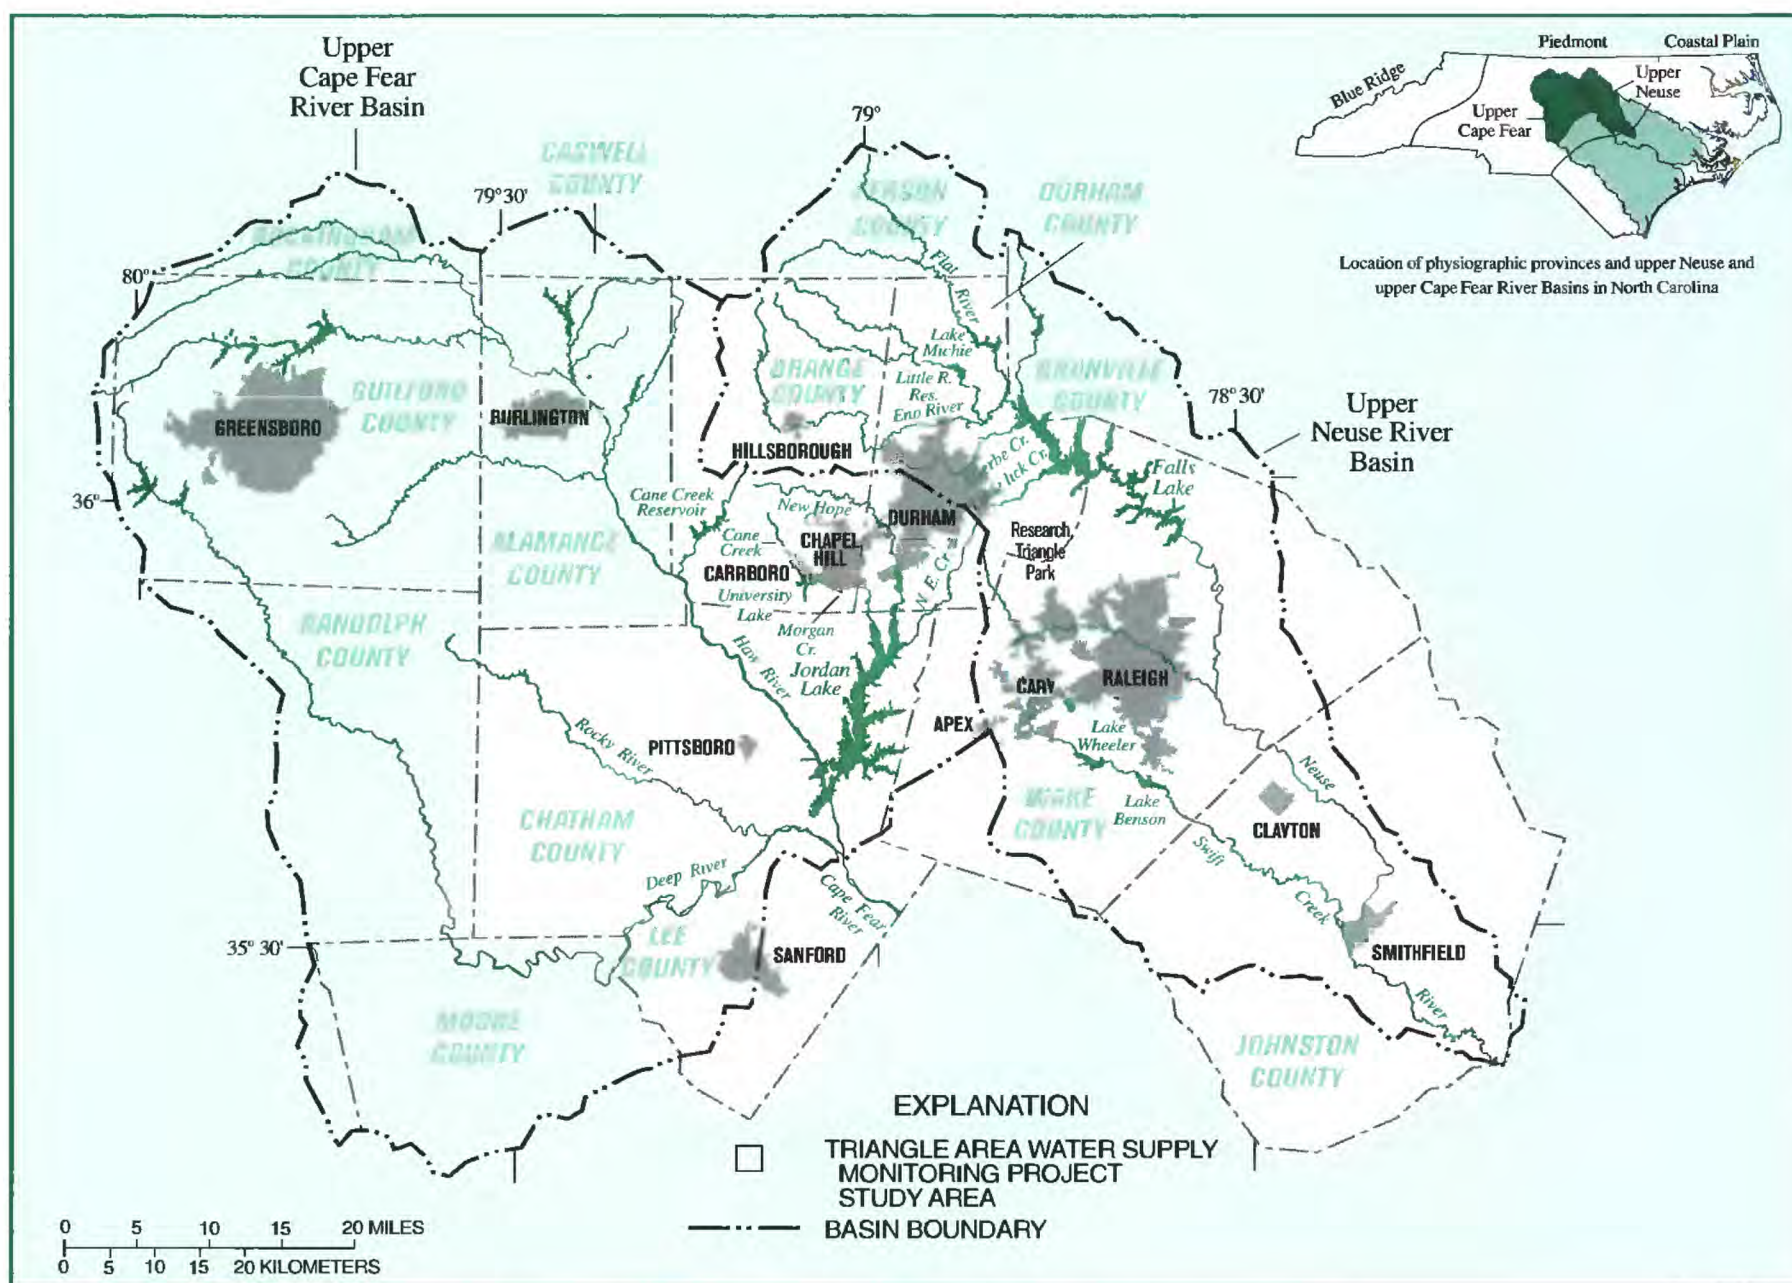 Upper
Cape Fear
River Basin
79°30'
80°
CASWELL
COUNTY
79°
PERSON
COUNTY
DURHAM
COUNTY
ROCKINGHAM
COUNTY
Piedmont
Coastal Plain
Blue Ridge
Upper
Neuse
Upper
Cape Fear
Location of physiographic provinces and upper Neuse and
upper Cape Fear River Basins in North Carolina
Flat
River
Lake
Michie
Little R.
Res.
Eno River
ORANGE
COUNTY
GRANVILLE
COUNTY
78°30'
Upper
Neuse River
Basin
GUILFORD
COUNTY
GREENSBORO
BURLINGTON
HILLSBOROUGH
36°
Cane Creek
Reservoir
New Hope
Cr.
DURHAM
Lick Cr.
Falls
Lake
Cane
Creek
CHAPEL
HILL
CARRBORO
University
Lake
Morgan
Cr.
N. E. Cr.
Research
Triangle
Park
ALAMANCE
COUNTY
RANDOLPH
COUNTY
Haw River
Jordan
Lake
CARY
RALEIGH
APEX
Lake
Wheeler
Rocky River
PITTSBORO
CHATHAM
COUNTY
WAKE
COUNTY
Lake
Benson
Neuse
CLAYTON
Swift
Creek
Deep River
Cape Fear
River
35° 30'
LEE
COUNTY
SANFORD
SMITHFIELD
River
MOORE
COUNTY
JOHNSTON
COUNTY
EXPLANATION
TRIANGLE AREA WATER SUPPLY
MONITORING PROJECT
STUDY AREA
BASIN BOUNDARY
0 5 10 15 20 MILES
0 5 10 15 20 KILOMETERS